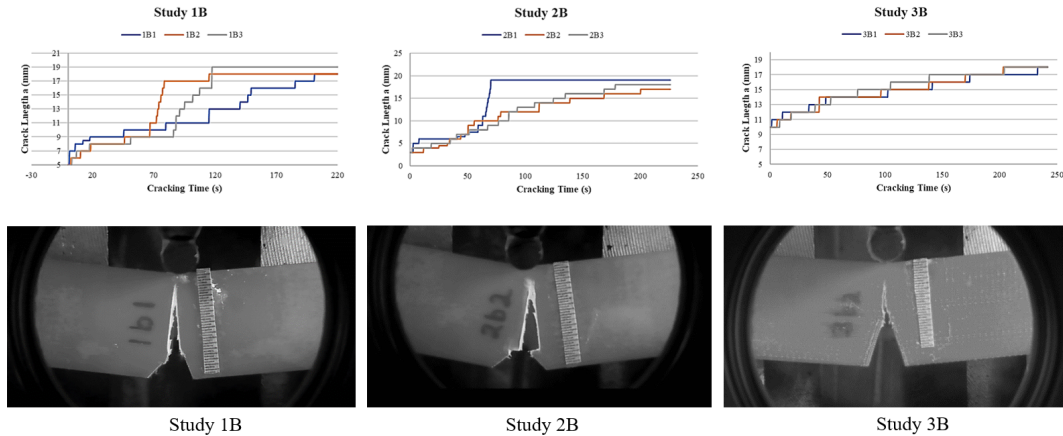 Study 1B
1B1 1B2 1B3
Crack Lnegth a (mm)
21
19
17
15
13
11
9
7
5
-30 20 70 120 170 220
Cracking Time (s)
Study 2B
2B1 2B2 2B3
Crack Lnegth a (mm)
25
20
15
10
5
0
0 50 100 150 200 250
Cracking Time (s)
Study 3B
3B1 3B2 3B3
Crack Lnegth a (mm)
19
17
15
13
11
9
7
5
0 50 100 150 200 250
Cracking Time (s)
1b1
2b2
Study 1B
Study 2B
Study 3B